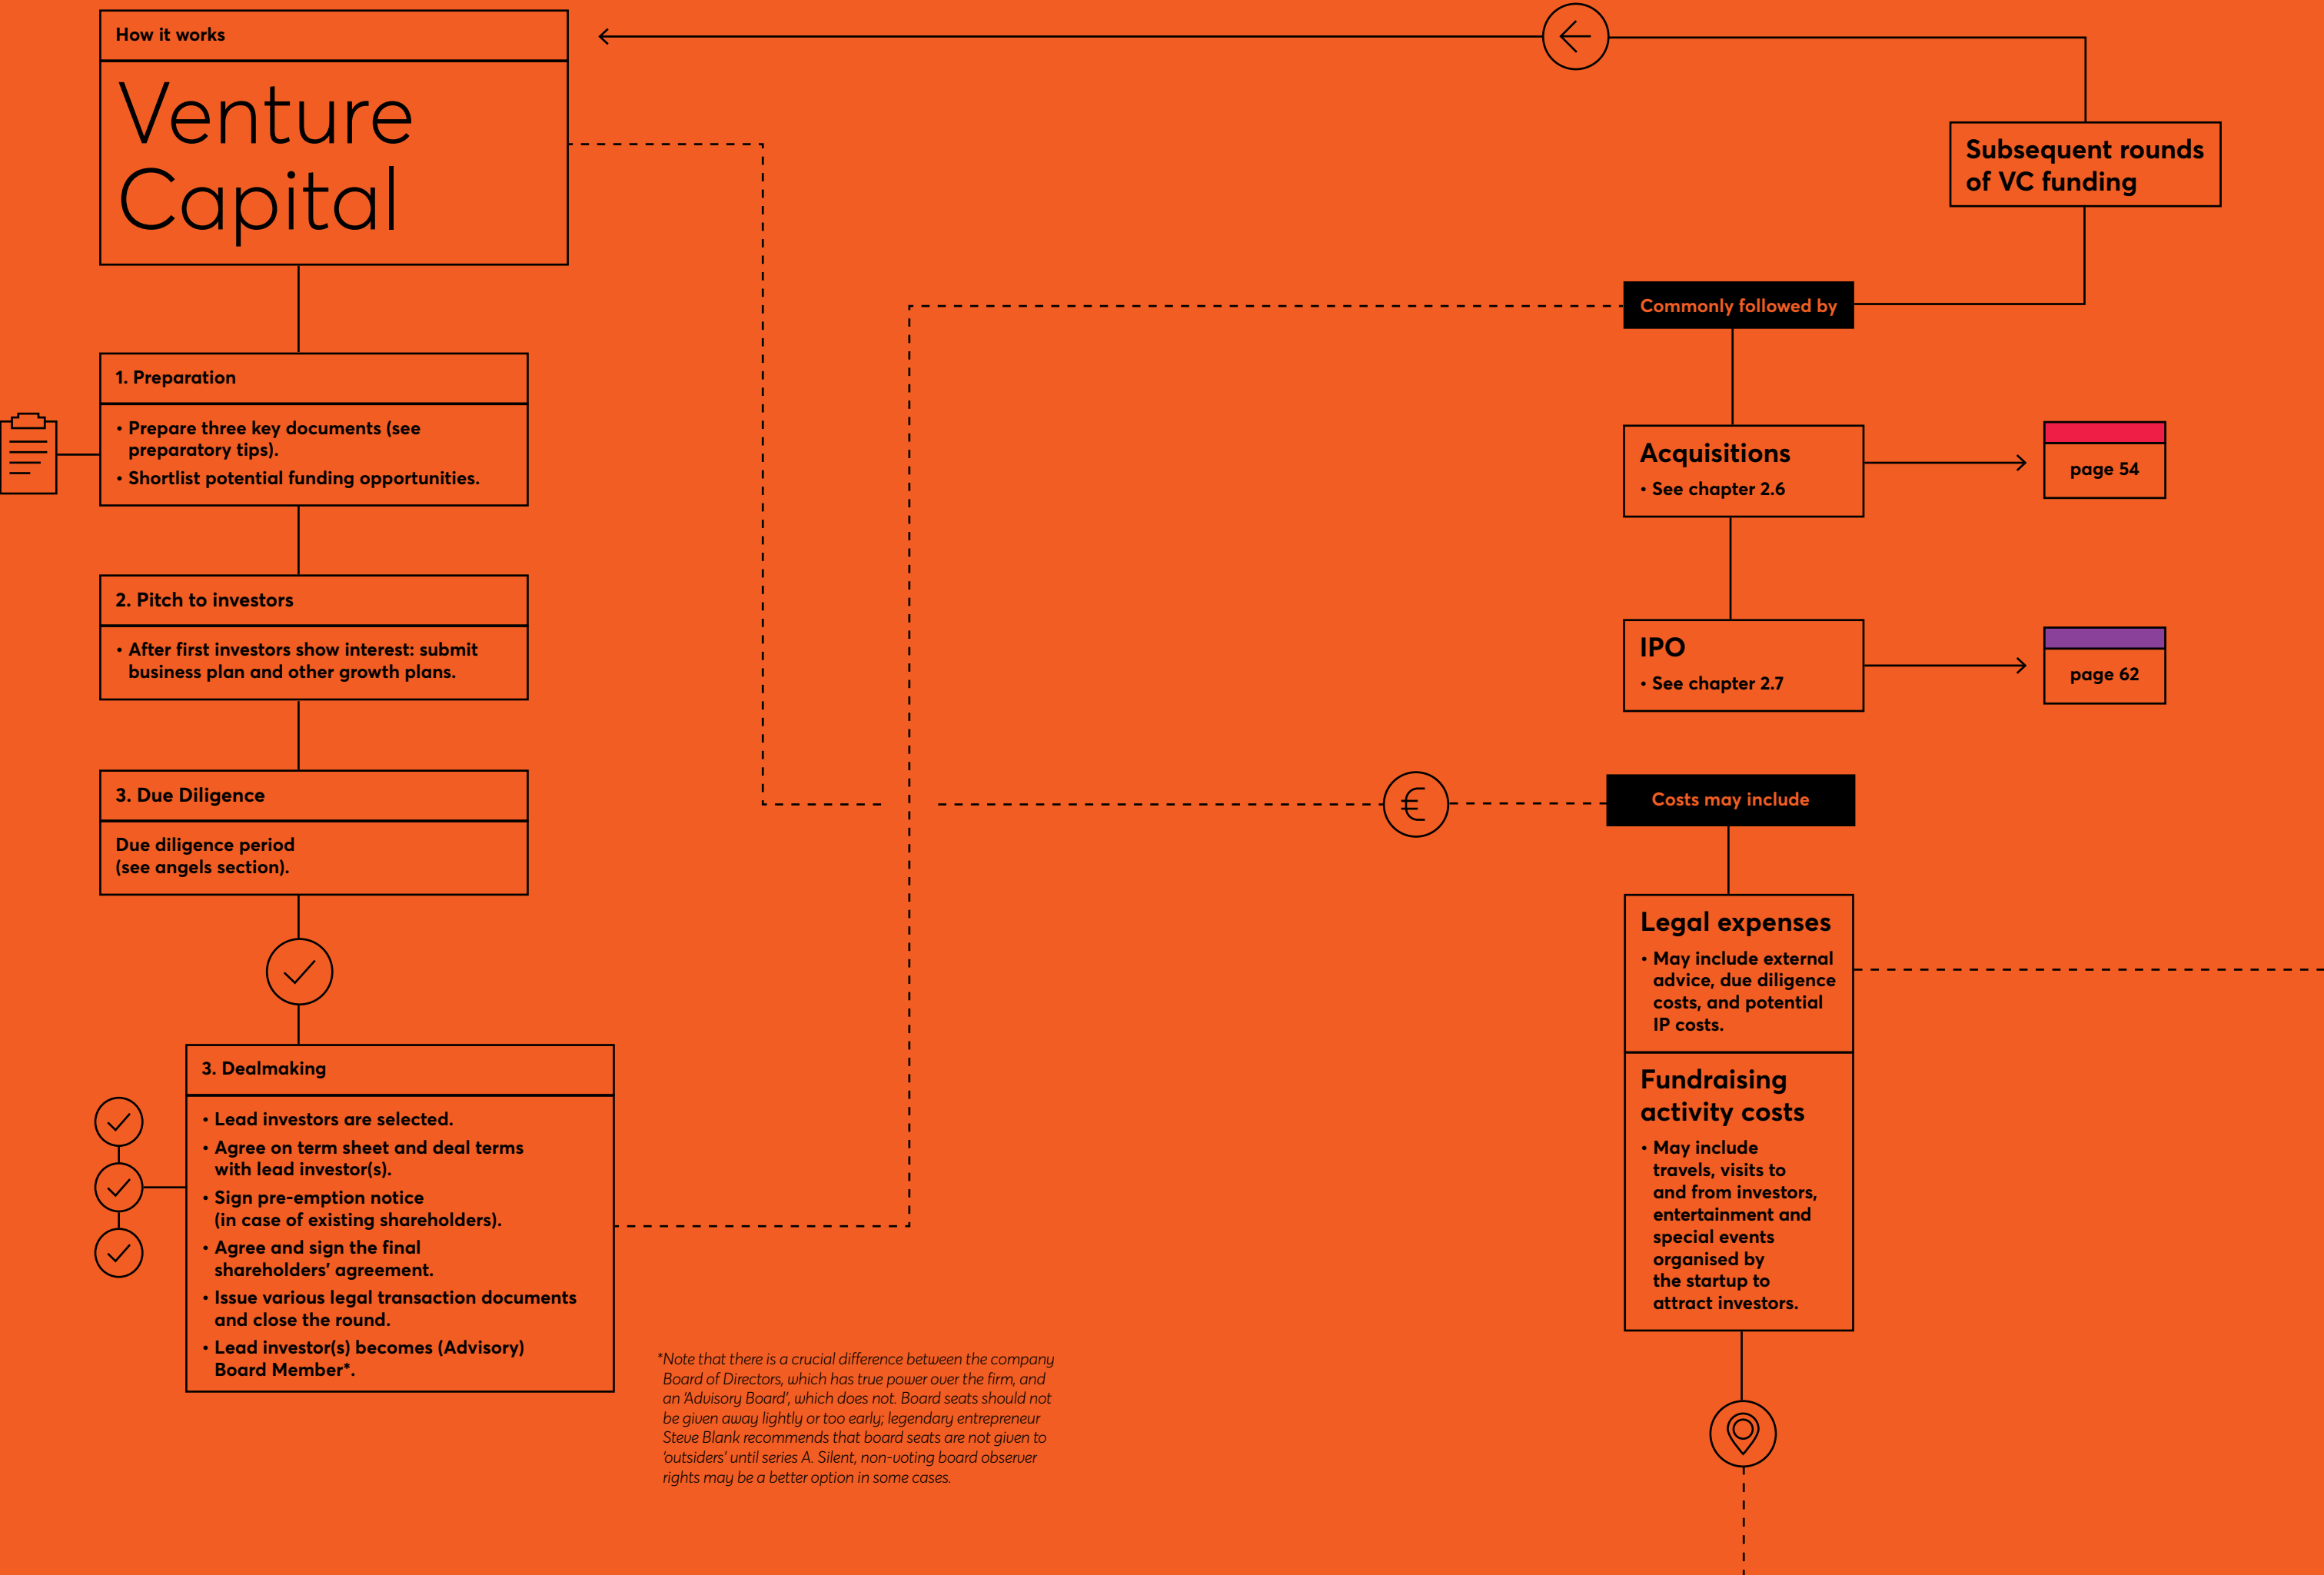 How it works
Venture
Capital
1. Preparation
• Prepare three key documents (see
preparatory tips).
• Shortlist potential funding opportunities.
2. Pitch to investors
• After first investors show interest: submit
business plan and other growth plans.
3. Due Diligence
Due diligence period
(see angels section).
3. Dealmaking
• Lead investors are selected.
• Agree on term sheet and deal terms
with lead investor(s).
• Sign pre-emption notice
(in case of existing shareholders).
• Agree and sign the final
shareholders' agreement.
• Issue various legal transaction documents
and close the round.
• Lead investor(s) becomes (Advisory)
Board Member*.
*Note that there is a crucial difference between the company
Board of Directors, which has true power over the firm, and
an 'Advisory Board', which does not. Board seats should not
be given away lightly or too early; legendary entrepreneur
Steve Blank recommends that board seats are not given to
'outsiders' until series A. Silent, non-voting board observer
rights may be a better option in some cases.
Subsequent rounds
of VC funding
Commonly followed by
Acquisitions
• See chapter 2.6
page 54
IPO
• See chapter 2.7
page 62
€
Costs may include
Legal expenses
• May include external
advice, due diligence
costs, and potential
IP costs.
Fundraising
activity costs
• May include
travels, visits to
and from investors,
entertainment and
special events
organised by
the startup to
attract investors.